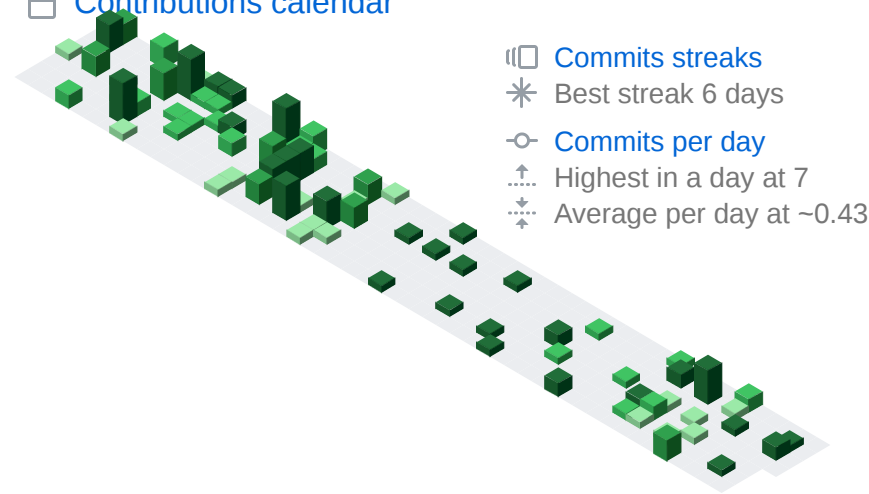 Contributions calendar
Commits streaks
Best streak 6 days
Commits per day
Highest in a day at 7
Average per day at ~0.43